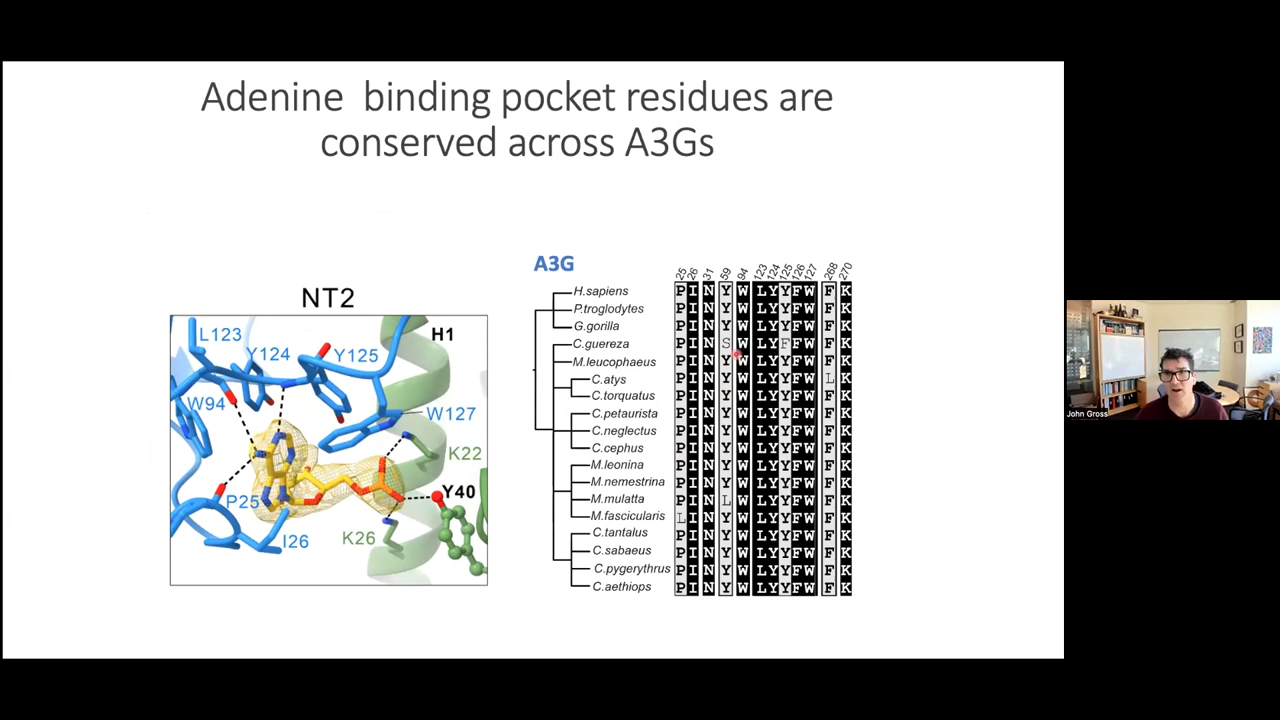 Adenine binding pocket residues are
conserved across A3Gs
NT2
L123
Y124
Y125
H1
W94
W127
K22
P25
Y40
I26
K26
A3G
25 26 31 59 94 123 124 125 126 127 268 270
H.sapiens P I N Y W L Y Y F W F K
P.troglodytes P I N Y W L Y Y F W F K
G.gorilla P I N Y W L Y Y F W F K
C.guereza P I N S W L Y F F W F K
M.leucophaeus P I N Y W L Y Y F W F K
C.atys P I N Y W L Y Y F W L K
C.torquatus P I N Y W L Y Y F W F K
C.petaurista P I N Y W L Y Y F W F K
C.neglectus P I N Y W L Y Y F W F K
C.cephus P I N Y W L Y Y F W F K
M.leonina P I N Y W L Y Y F W F K
M.nemestrina P I N Y W L Y Y F W F K
M.mulatta P I N L W L Y Y F W F K
M.fascicularis L I N Y W L Y Y F W F K
C.tantalus P I N Y W L Y Y F W F K
C.sabaeus P I N Y W L Y Y F W F K
C.pygerythrus P I N Y W L Y Y F W F K
C.aethiops P I N Y W L Y Y F W F K
John Gross